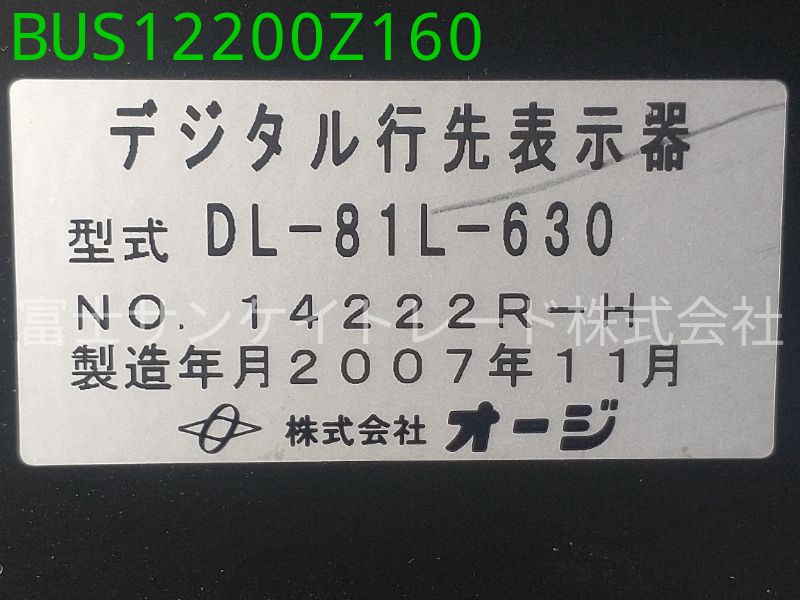 BUS12200Z160
デジタル行先表示器
型式 DL-81L-630
NO. 14222R-H
富士サンケイトレード株式会社
製造年月2007年11月
株式会社 オージ